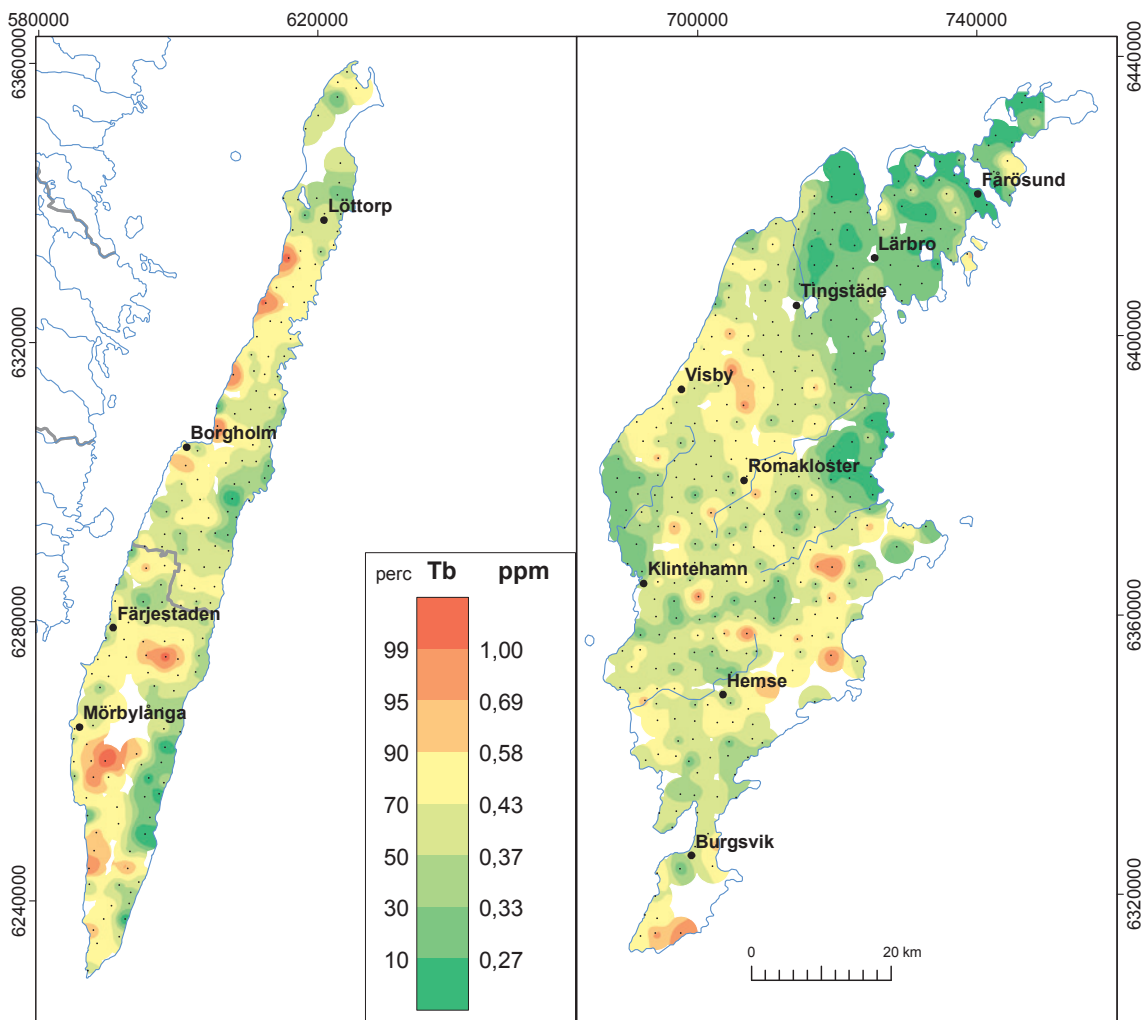 580000
620000
700000
740000
6360000
6320000
6280000
6240000
6440000
6400000
6360000
6320000
Löttorp
Borgholm
Färjestaden
Mörbylånga
Fårösund
Lärbro
Tingstäde
Visby
Romakloster
Klintehamn
Hemse
Burgsvik
perc Tb ppm
99 1,00
95 0,69
90 0,58
70 0,43
50 0,37
30 0,33
10 0,27
0 20 km